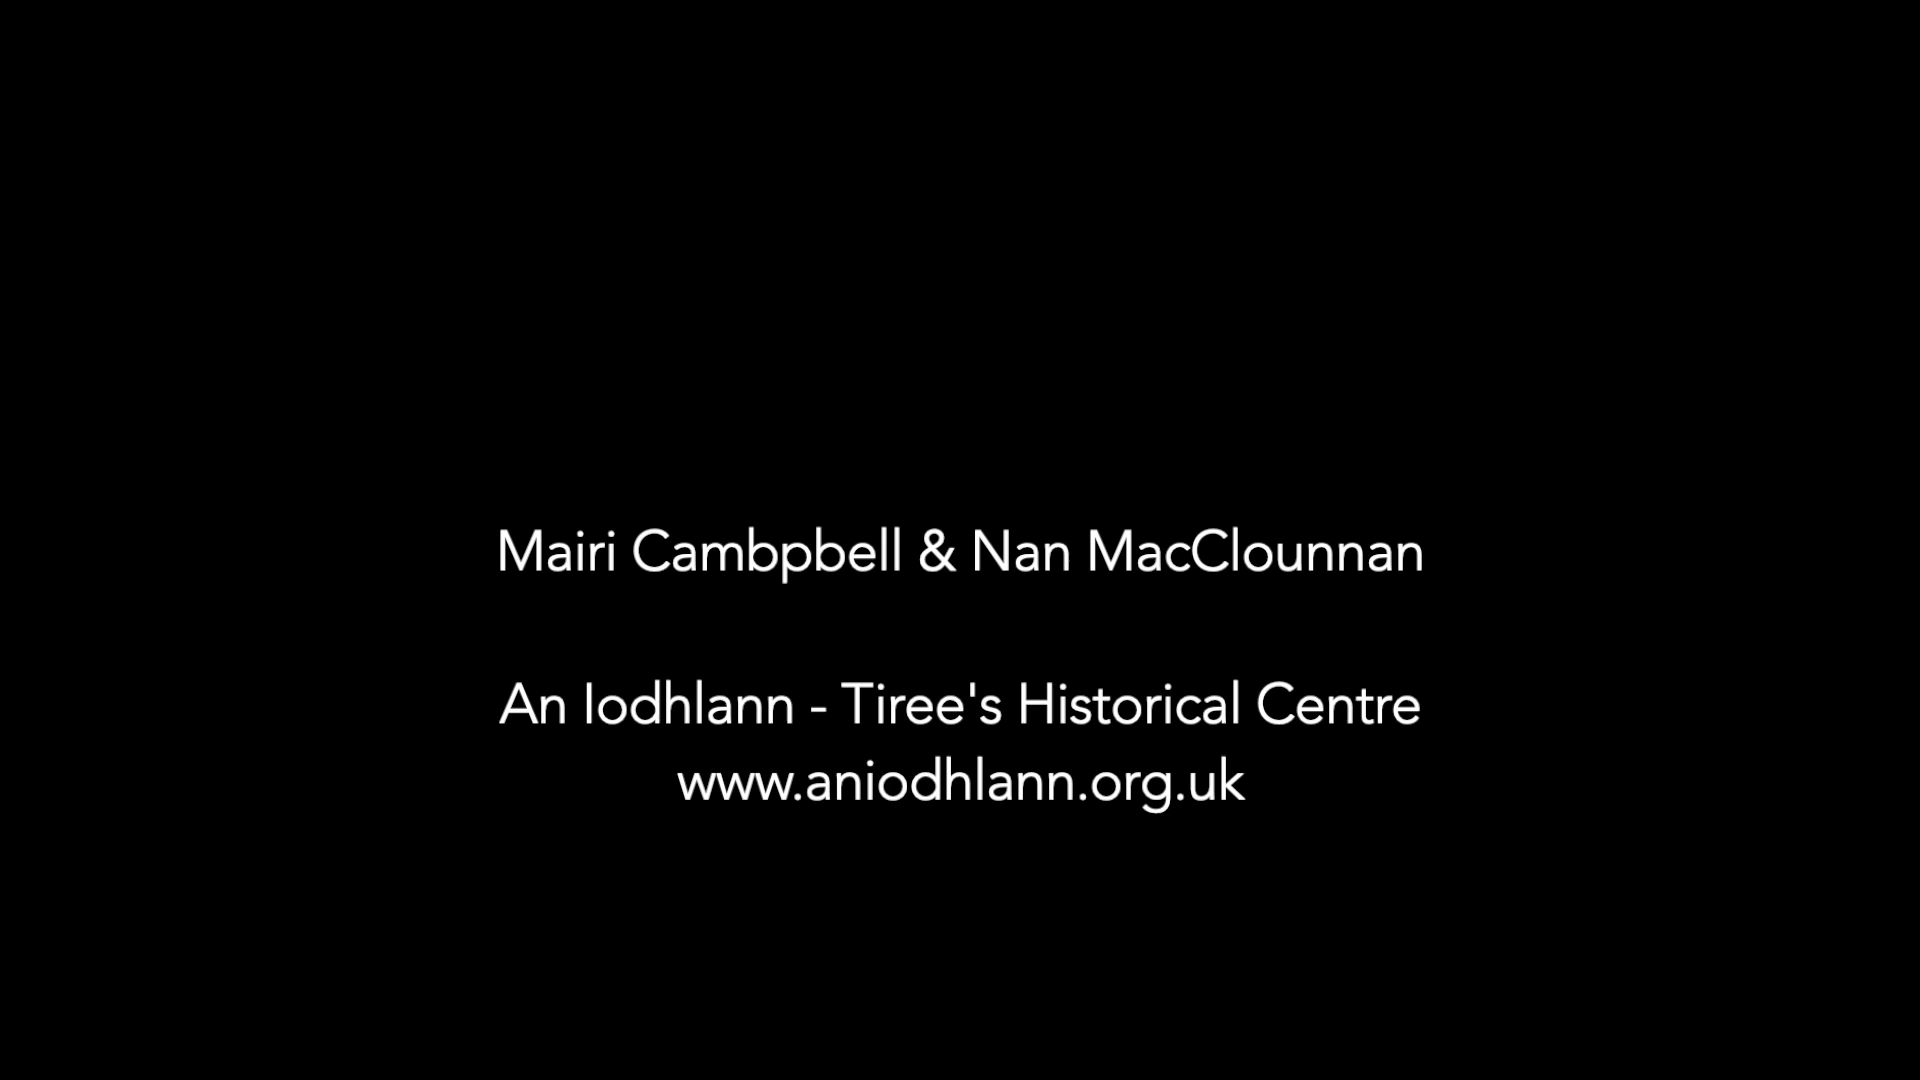 Mairi Cambpbell & Nan MacClounnan
An Iodhlann - Tiree's Historical Centre
www.aniodhlann.org.uk